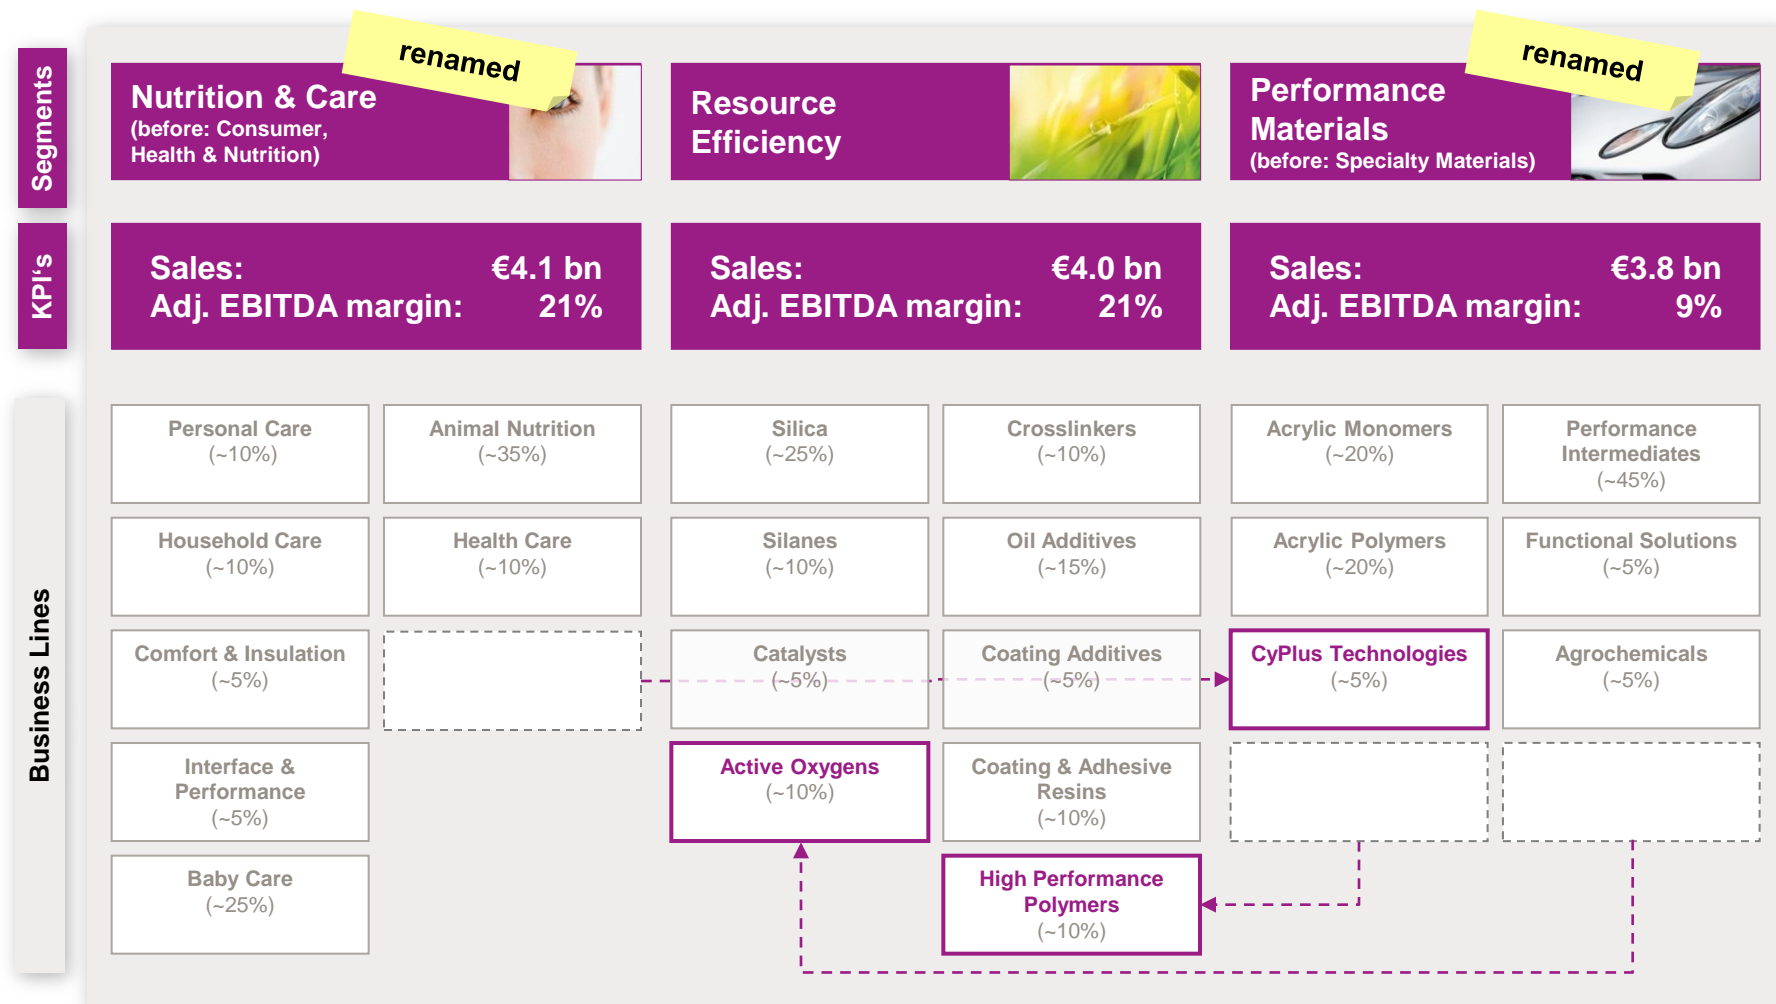 renamed
renamed
Segments
Nutrition & Care
(before: Consumer,
Health & Nutrition)
Resource
Efficiency
Performance
Materials
(before: Specialty Materials)
KPI‘s
Sales: €4.1 bn
Adj. EBITDA margin: 21%
Sales: €4.0 bn
Adj. EBITDA margin: 21%
Sales: €3.8 bn
Adj. EBITDA margin: 9%
Business Lines
Personal Care
(~10%)
Animal Nutrition
(~35%)
Silica
(~25%)
Crosslinkers
(~10%)
Acrylic Monomers
(~20%)
Performance
Intermediates
(~45%)
Household Care
(~10%)
Health Care
(~10%)
Silanes
(~10%)
Oil Additives
(~15%)
Acrylic Polymers
(~20%)
Functional Solutions
(~5%)
Comfort & Insulation
(~5%)
Catalysts
(~5%)
Coating Additives
(~5%)
CyPlus Technologies
(~5%)
Agrochemicals
(~5%)
Interface &
Performance
(~5%)
Active Oxygens
(~10%)
Coating & Adhesive
Resins
(~10%)
Baby Care
(~25%)
High Performance
Polymers
(~10%)